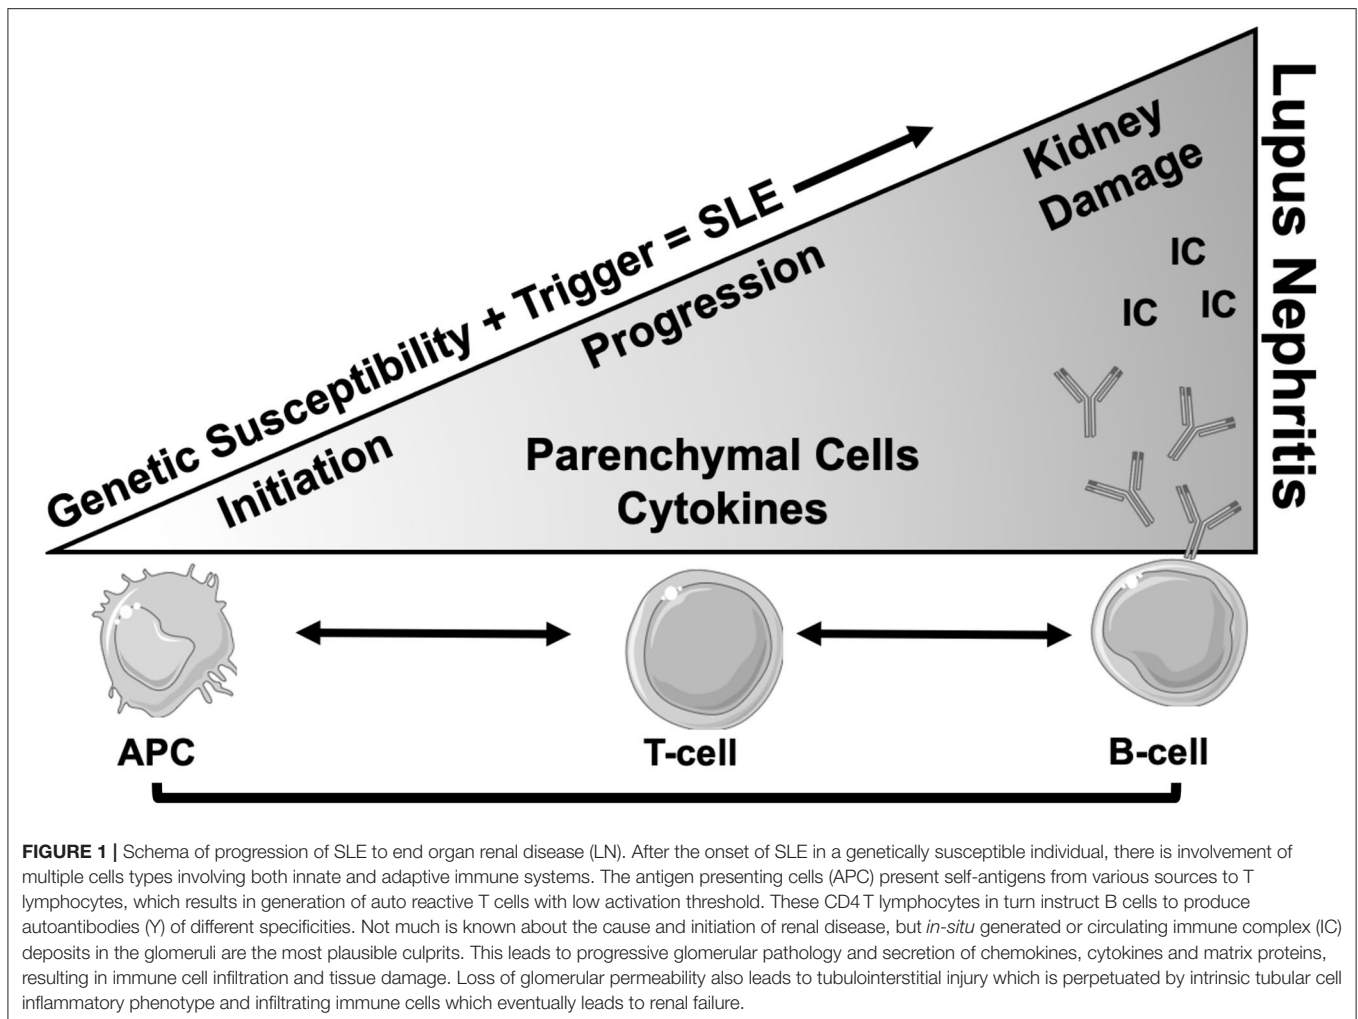 Genetic Susceptibility + Trigger = SLE
Initiation
Progression
Kidney
Damage
Lupus Nephritis
IC
IC
IC
Parenchymal Cells
Cytokines
APC
T-cell
B-cell
FIGURE 1 | Schema of progression of SLE to end organ renal disease (LN). After the onset of SLE in a genetically susceptible individual, there is involvement of
multiple cells types involving both innate and adaptive immune systems. The antigen presenting cells (APC) present self-antigens from various sources to T
lymphocytes, which results in generation of auto reactive T cells with low activation threshold. These CD4 T lymphocytes in turn instruct B cells to produce
autoantibodies (Y) of different specificities. Not much is known about the cause and initiation of renal disease, but in-situ generated or circulating immune complex (IC)
deposits in the glomeruli are the most plausible culprits. This leads to progressive glomerular pathology and secretion of chemokines, cytokines and matrix proteins,
resulting in immune cell infiltration and tissue damage. Loss of glomerular permeability also leads to tubulointerstitial injury which is perpetuated by intrinsic tubular cell
inflammatory phenotype and infiltrating immune cells which eventually leads to renal failure.